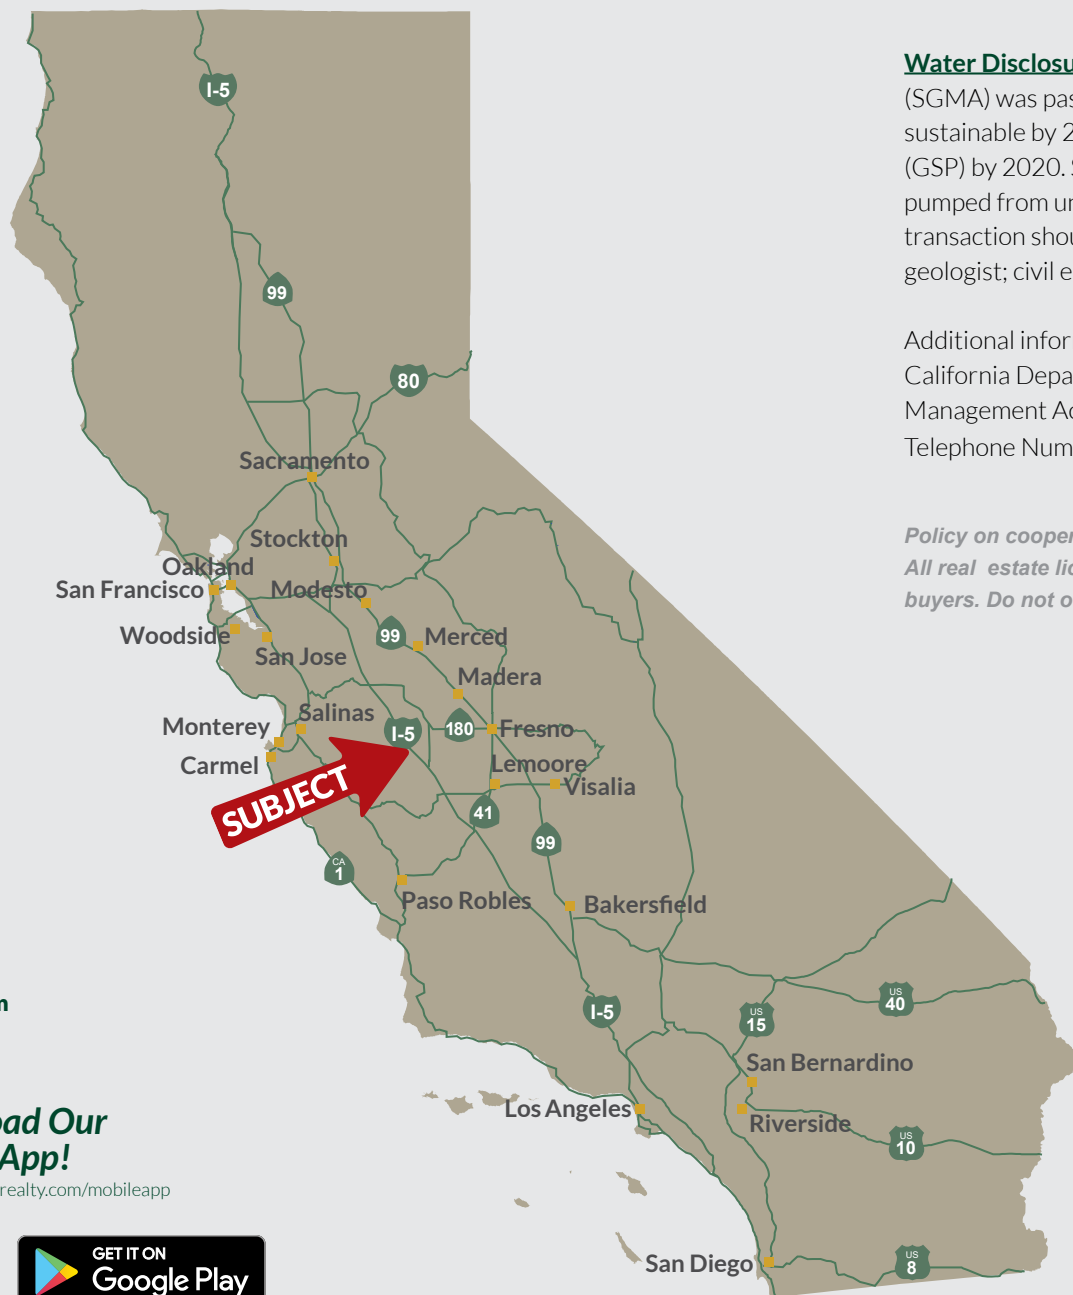 Water Disclosu
(SGMA) was pas
sustainable by 2
(GSP) by 2020. S
pumped from un
transaction shou
geologist; civil e
Additional infor
California Depa
Management Ac
Telephone Num
Policy on cooper
All real estate lic
buyers. Do not o
I-5
99
80
Sacramento
Stockton
Oakland
San Francisco
Modesto
Woodside
99
Merced
San Jose
Madera
Salinas
Monterey
I-5
180
Fresno
Carmel
Lemoore
Visalia
SUBJECT
41
99
CA
1
Paso Robles
Bakersfield
I-5
US
40
US
15
San Bernardino
Los Angeles
Riverside
US
10
San Diego
US
8
oad Our
App!
realty.com/mobileapp
GET IT ON
Google Play